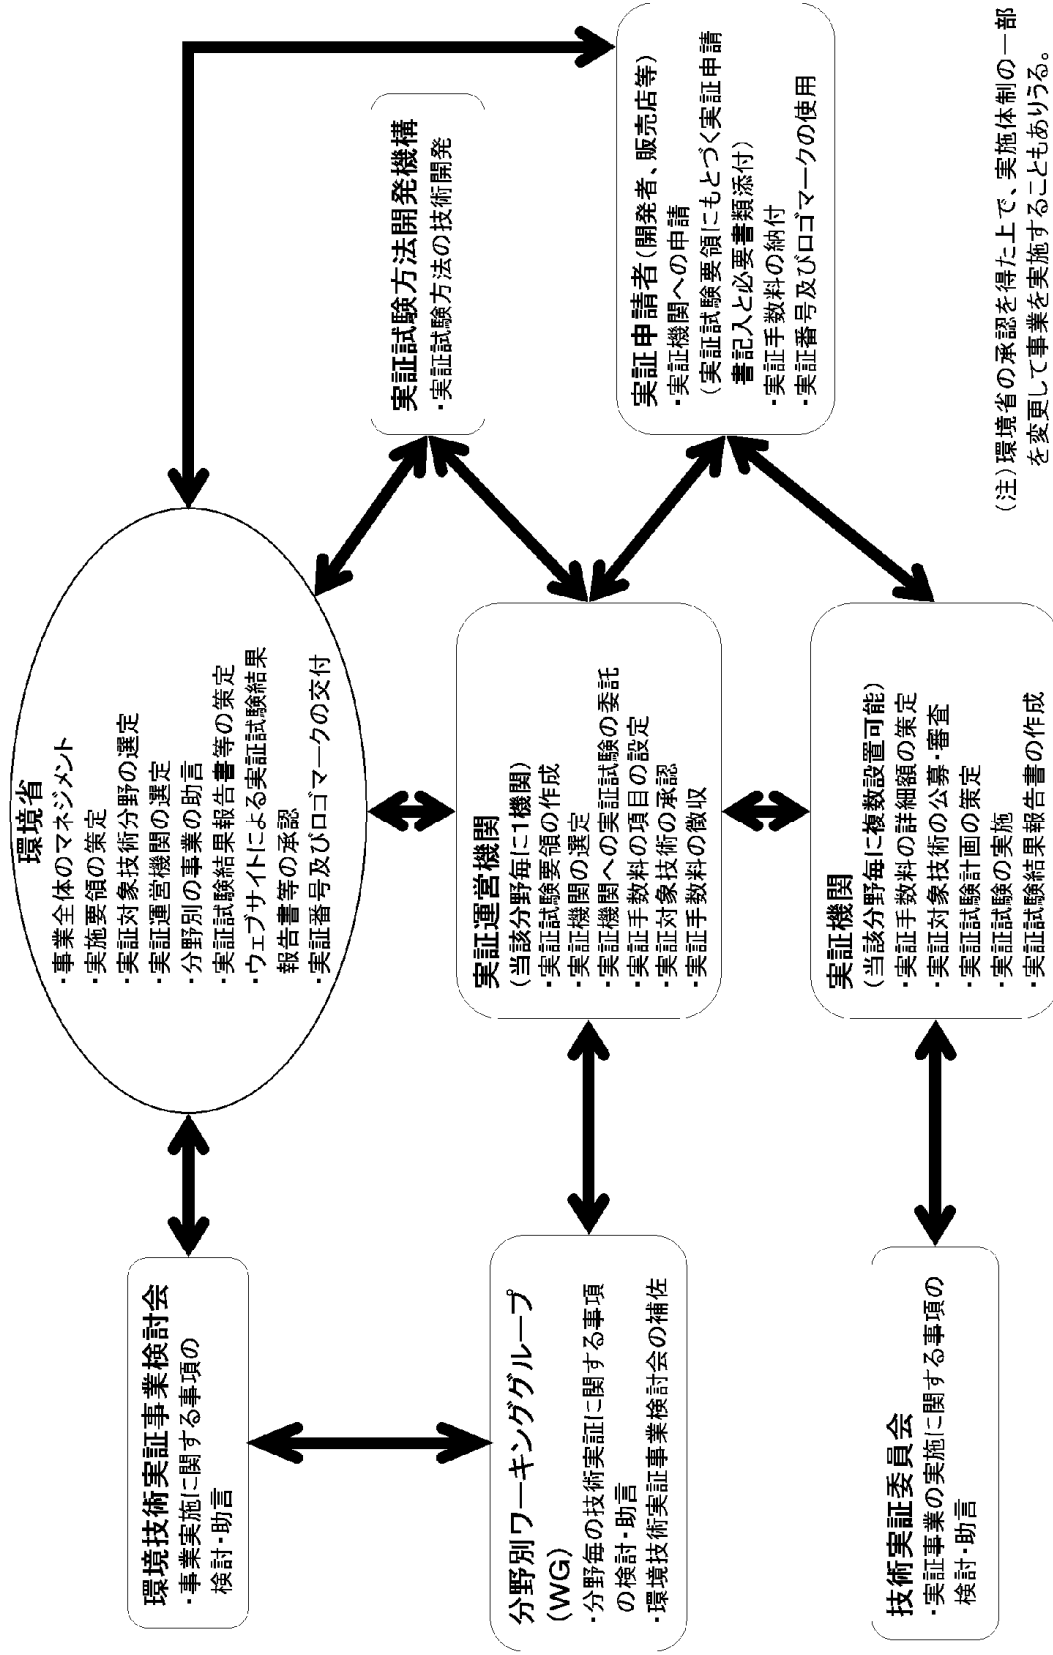 環境省
・事業全体のマネジメント
・実施要領の策定
・実証対象技術分野の選定
・実証運営機関の選定
・分野別の事業の助言
・実証試験結果報告書等の策定
・ウェブサイトによる実証試験結果
報告書等の承認
・実証番号及びロゴマークの交付
環境技術実証事業検討会
・事業実施に関する事項の
検討・助言
実証試験方法開発機構
・実証試験方法の技術開発
分野別ワーキンググループ
(WG)
・分野毎の技術実証に関する事項
の検討・助言
・環境技術実証事業検討会の補佐
実証運営機関
(当該分野毎に1機関)
・実証試験要領の作成
・実証機関の選定
・実証機関への実証試験の委託
・実証手数料の項目の設定
・実証対象技術の承認
・実証手数料の徴収
実証申請者(開発者、販売店等)
・実証機関への申請
(実証試験要領にもとづく実証申請
書記入と必要書類添付)
・実証手数料の納付
・実証番号及びロゴマークの使用
技術実証委員会
・実証事業の実施に関する事項の
検討・助言
実証機関
(当該分野毎に複数設置可能)
・実証手数料の詳細額の策定
・実証対象技術の公募・審査
・実証試験計画の策定
・実証試験の実施
・実証試験結果報告書の作成
(注)環境省の承認を得た上で、実施体制の一部
を変更して事業を実施することもありうる。